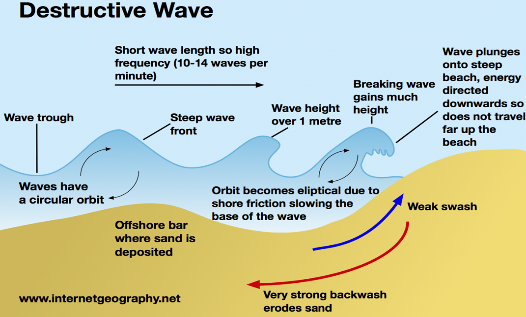 Destructive Wave
Short wave length so high
frequency (10-14 waves per
minute)
Wave plunges
onto steep
beach, energy
directed
downwards so
does not travel
far up the
beach
Breaking wave
gains much
height
Wave height
over 1 metre
Wave trough
Steep wave
front
Waves have
a circular orbit
Orbit becomes eliptical due to
shore friction slowing the
base of the wave
Weak swash
Offshore bar
where sand is
deposited
www.internetgeography.net
Very strong backwash
erodes sand